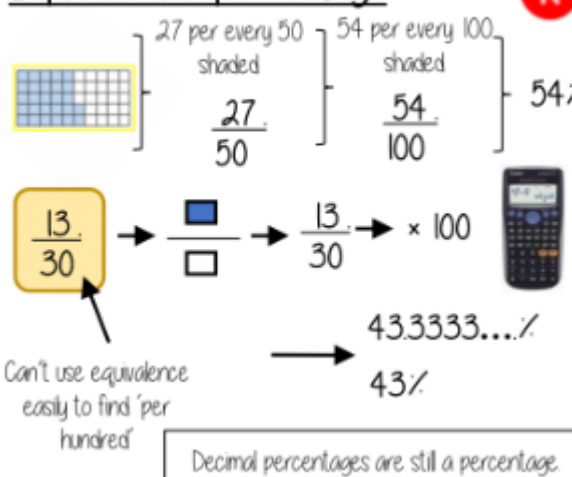 27 per every 50
shaded
27
50
54 per every 100
shaded
54
100
54%
13
30
13
30
× 100
43.3333....%
43%
Can't use equivalence
easily to find 'per
hundred'
Decimal percentages are still a percentage.